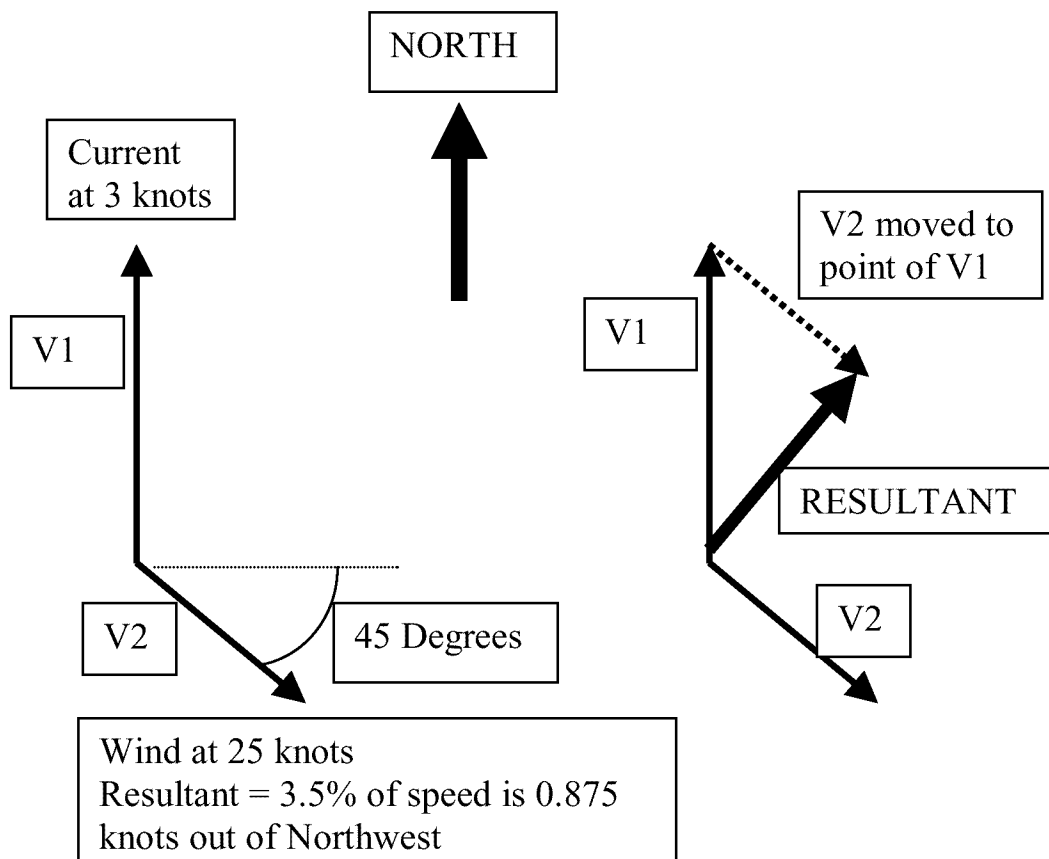 NORTH
Current
at 3 knots
V2 moved to
point of V1
V1
V1
RESULTANT
V2
45 Degrees
V2
Wind at 25 knots
Resultant = 3.5% of speed is 0.875
knots out of Northwest